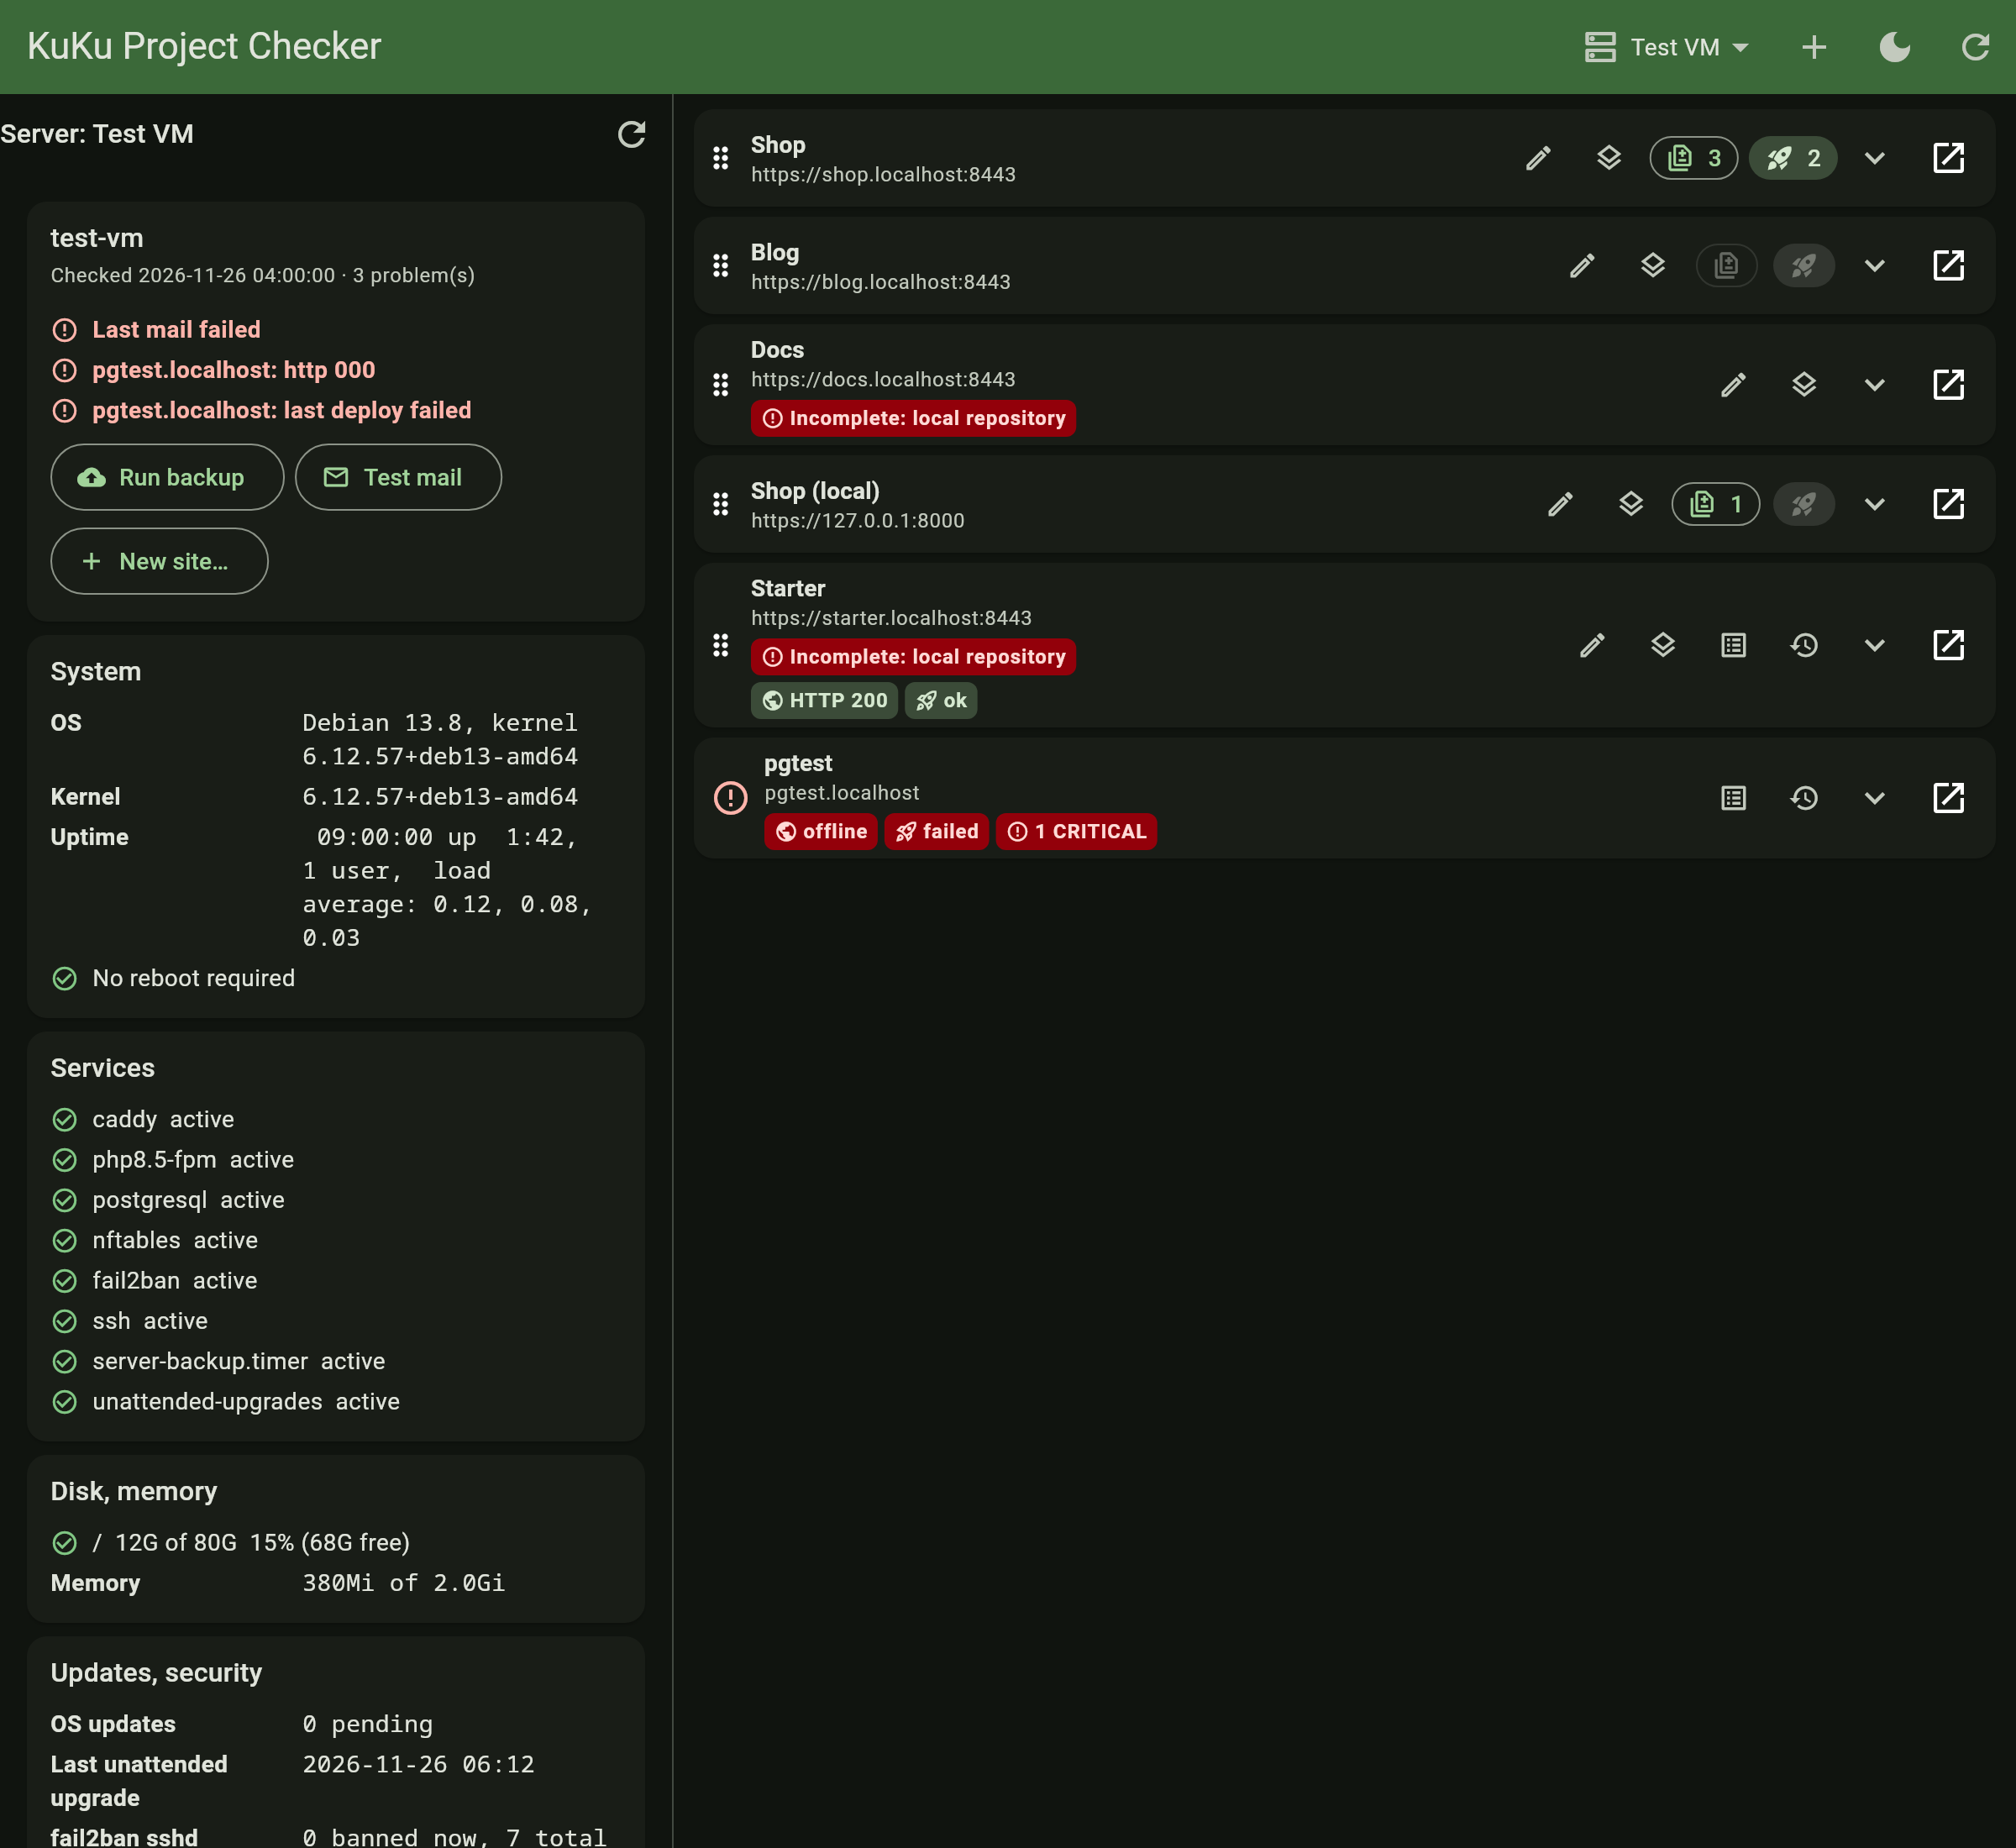 KuKu Project Checker
Test VM
Server: Test VM
test-vm
Checked 2026-11-26 04:00:00 · 3 problem(s)
Last mail failed
pgtest.localhost: http 000
pgtest.localhost: last deploy failed
Run backup
Test mail
New site…
System
OS Debian 13.8, kernel
6.12.57+deb13-amd64
Kernel 6.12.57+deb13-amd64
Uptime 09:00:00 up 1:42,
1 user, load
average: 0.12, 0.08,
0.03
No reboot required
Services
caddy active
php8.5-fpm active
postgresql active
nftables active
fail2ban active
ssh active
server-backup.timer active
unattended-upgrades active
Disk, memory
/ 12G of 80G 15% (68G free)
Memory 380Mi of 2.0Gi
Updates, security
OS updates 0 pending
Last unattended 2026-11-26 06:12
upgrade
fail2ban sshd 0 banned now, 7 total
Shop
https://shop.localhost:8443
3
2
Blog
https://blog.localhost:8443
Docs
https://docs.localhost:8443
Incomplete: local repository
Shop (local)
https://127.0.0.1:8000
1
Starter
https://starter.localhost:8443
Incomplete: local repository
HTTP 200
ok
pgtest
pgtest.localhost
offline
failed
1 CRITICAL